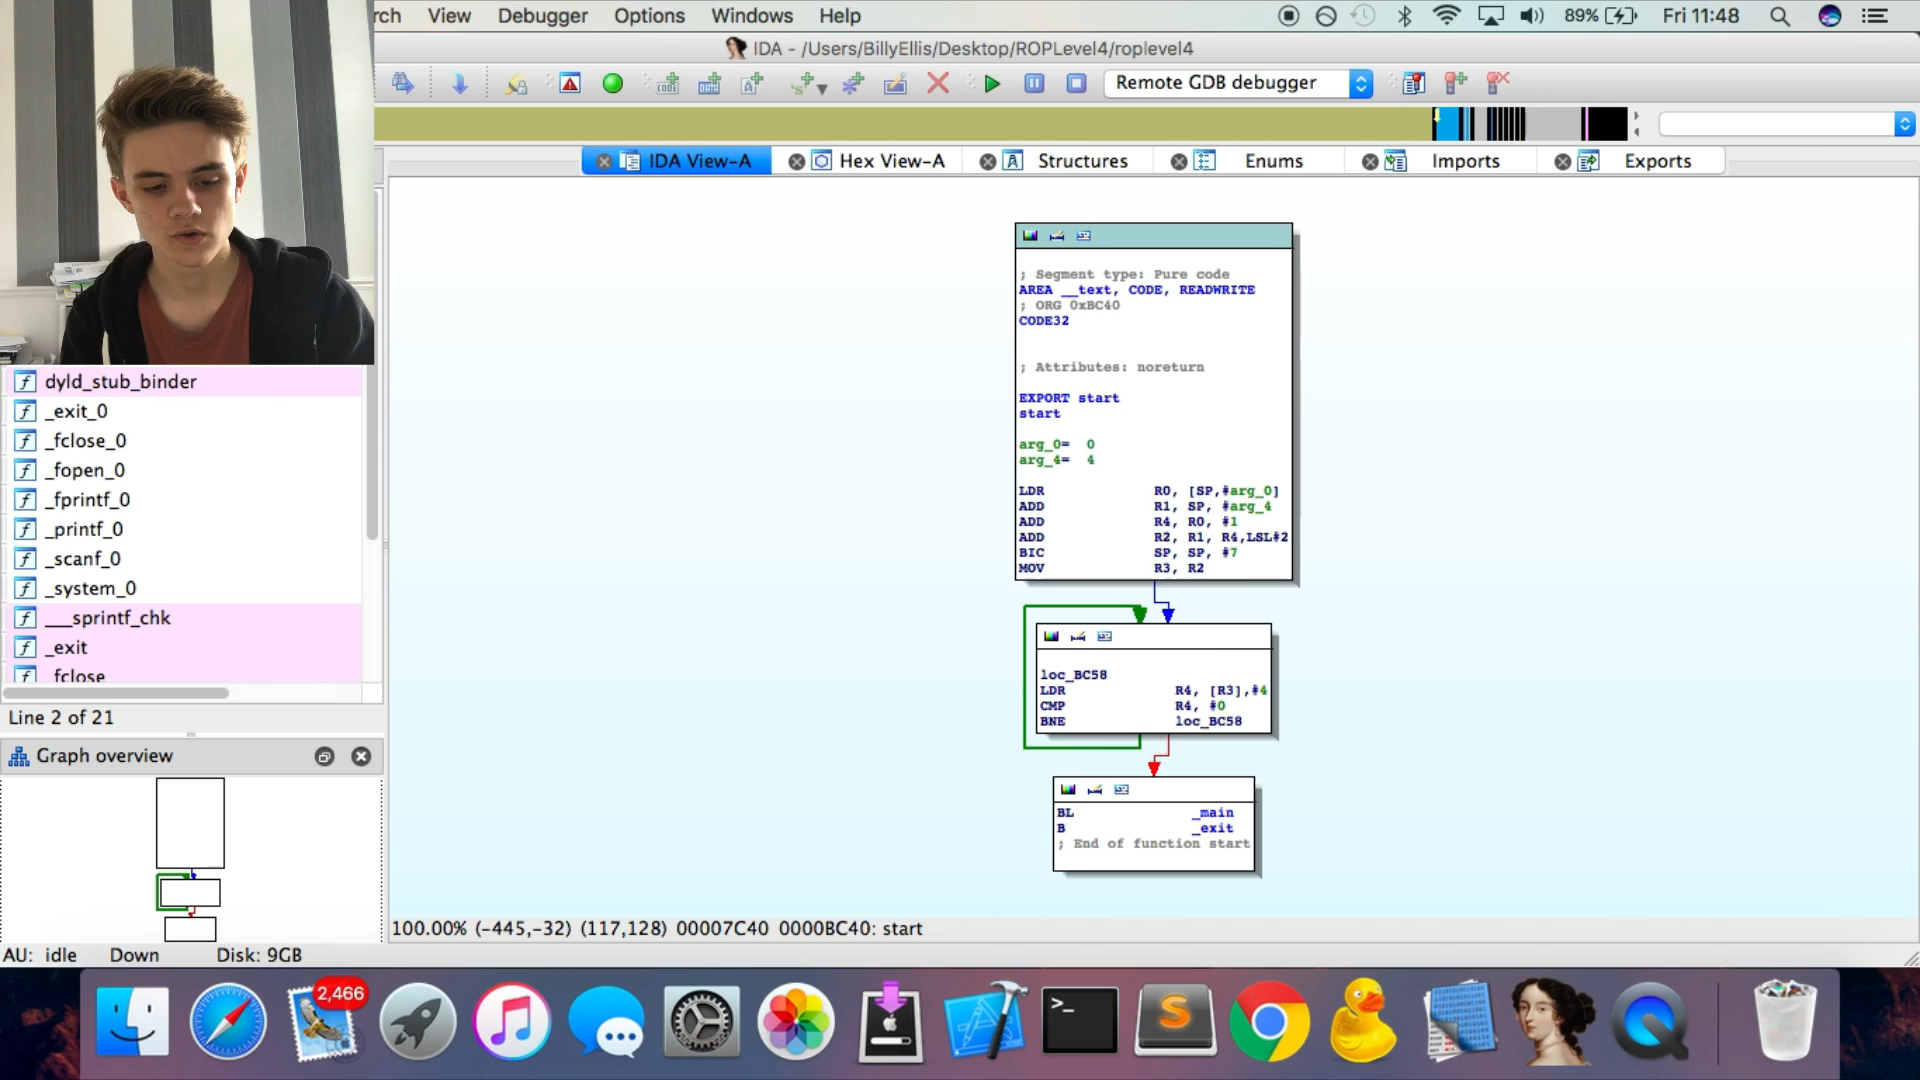 rch View Debugger Options Windows Help 89% Fri 11:48
IDA - /Users/BillyEllis/Desktop/ROPLevel4/roplevel4
Remote GDB debugger
IDA View-A Hex View-A Structures Enums Imports Exports
; Segment type: Pure code
AREA __text, CODE, READWRITE
; ORG 0xBC40
CODE32
; Attributes: noreturn
EXPORT start
start
arg_0= 0
arg_4= 4
LDR R0, [SP,#arg_0]
ADD R1, SP, #arg_4
ADD R4, R0, #1
ADD R2, R1, R4,LSL#2
BIC SP, SP, #7
MOV R3, R2
loc_BC58
LDR R4, [R3],#4
CMP R4, #0
BNE loc_BC58
BL _main
B _exit
; End of function start
dyld_stub_binder
_exit_0
_fclose_0
_fopen_0
_fprintf_0
_printf_0
_scanf_0
_system_0
___sprintf_chk
_exit
fclose
Line 2 of 21
Graph overview
100.00% (-445,-32) (117,128) 00007C40 0000BC40: start
AU: idle Down Disk: 9GB
2,466